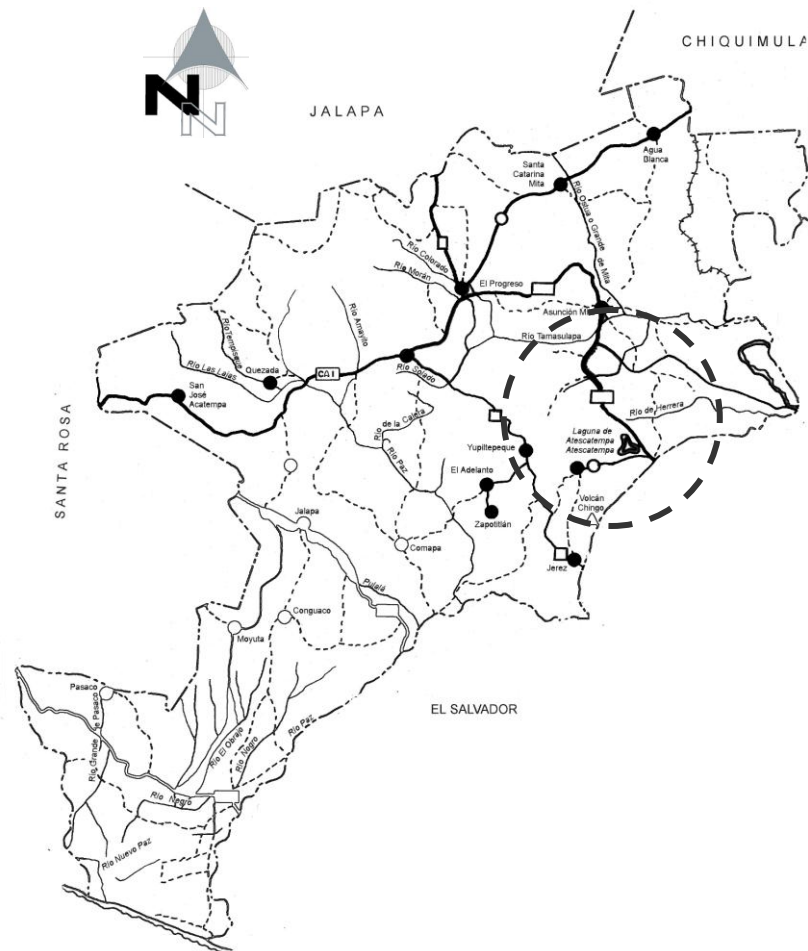 CHIQUIMULA
N
N
JALAPA
Agua
Blanca
Santa
Catarina
Mita
Río Ostua o Grande de Mita
Río Colorado
Río Morán
El Progreso
Río Amayito
Asunción M
Río Tamasulapa
Río Tempisque
Río Las Lajas
Quezada
CA1
Río Salado
San
José
Acatempa
Río de Herrera
SANTA ROSA
Río de la Calera
Laguna de
Atescatempa
Atescatempa
Yupiltepeque
Río Paz
El Adelanto
Volcán
Chingo
Zapotitlán
Jalapa
Comapa
Jerez
Pululá
Conguaco
Moyuta
EL SALVADOR
Pasaco
Río Grande de Pasaco
Río Paz
Río El Obraje
Río Negro
Río Negro
Río Nuevo Paz